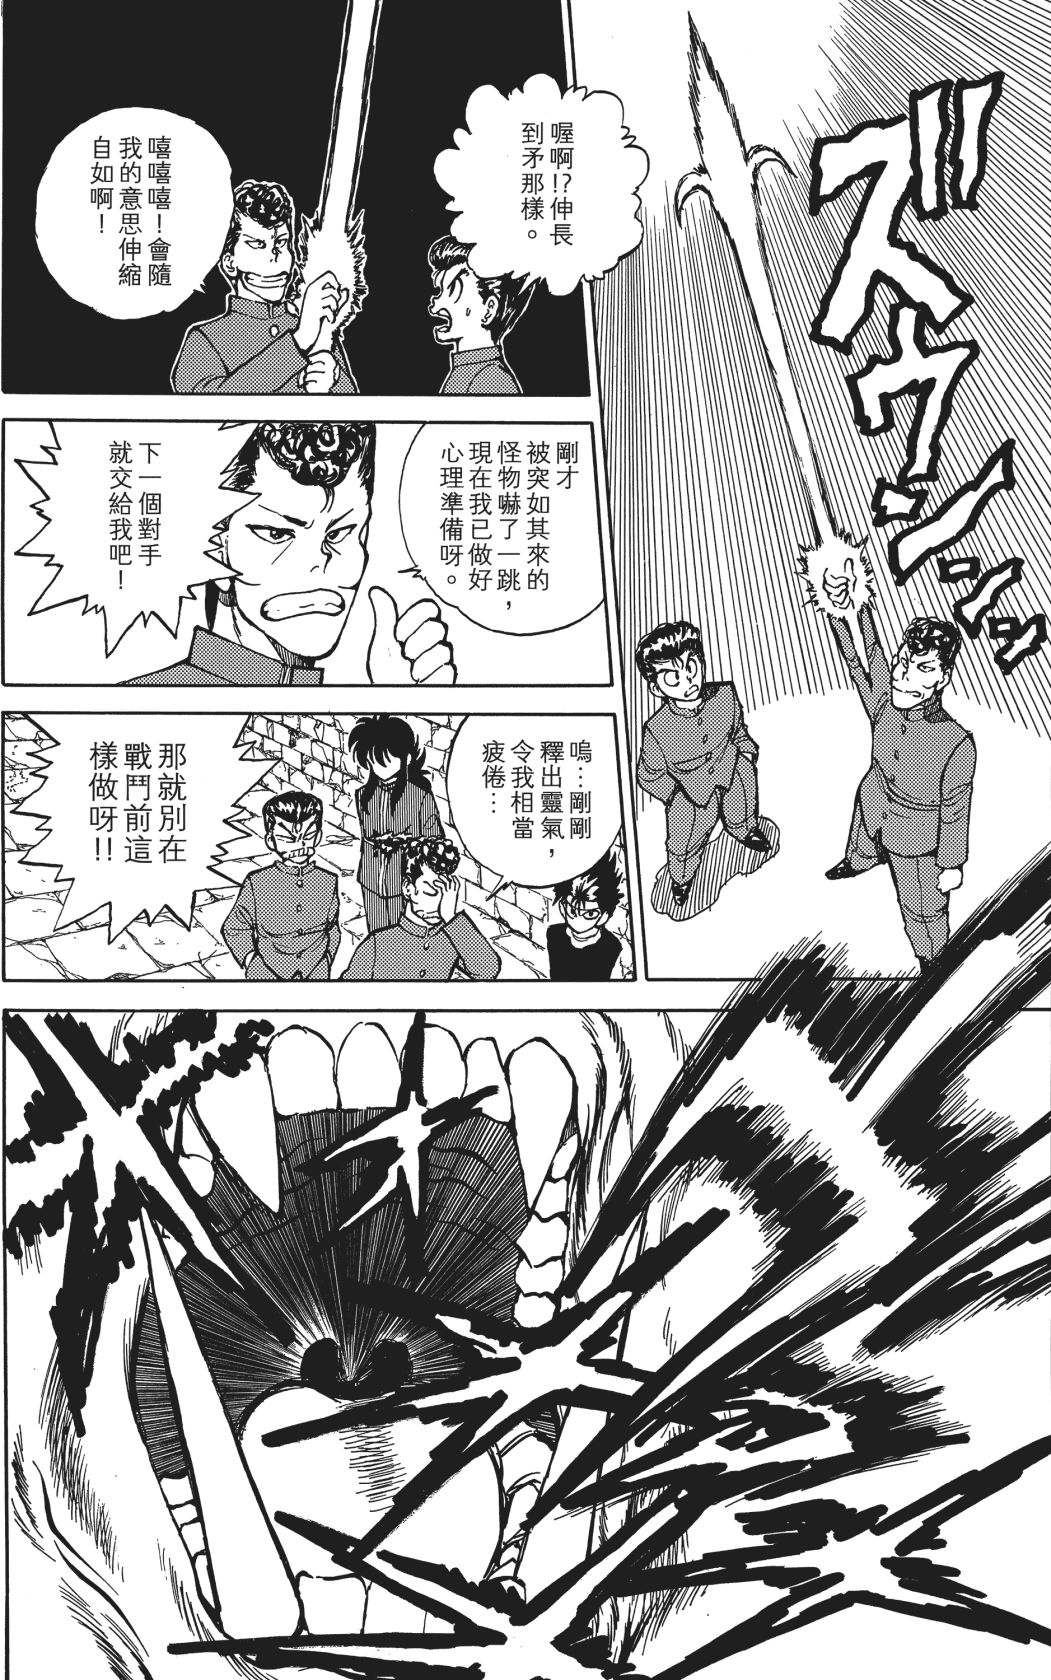 ズウンッ
喔啊!?伸長
到矛那樣。
嘻嘻嘻！會隨
我的意思伸縮
自如啊！
剛才
被突如其來的
怪物嚇了一跳，
現在我已做好
心理準備呀。
下一個對手
就交給我吧！
嗚…剛剛
釋出靈氣，
令我相當
疲倦…
那就別在
戰鬥前這
樣做呀!!